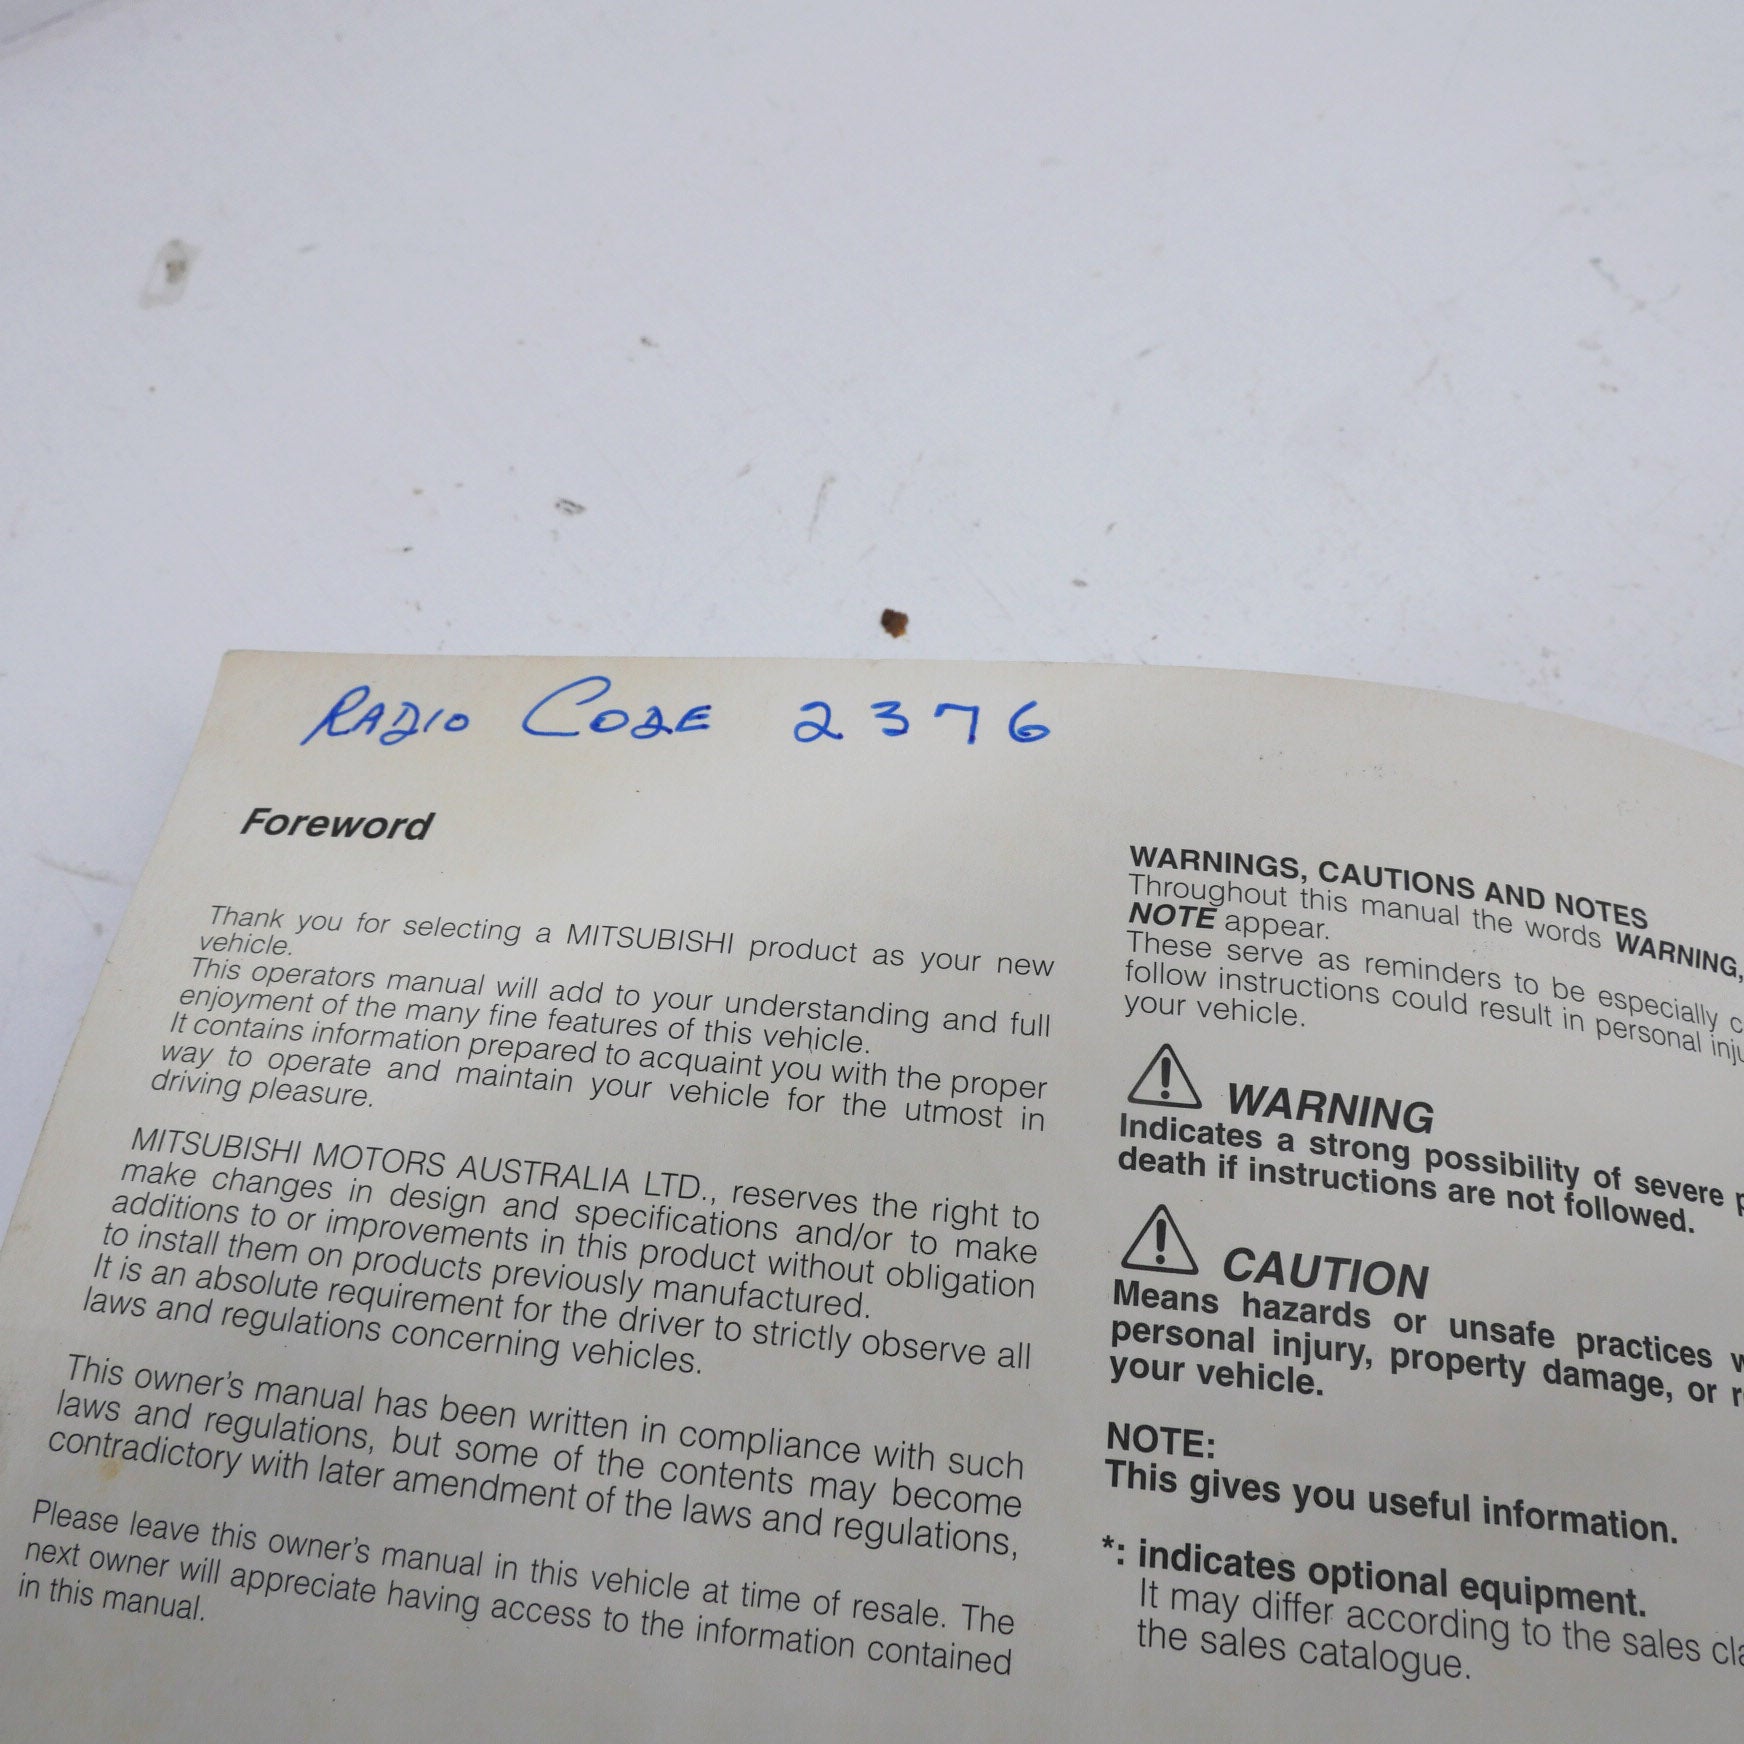 RADIO CODE 2376
Foreword
Thank you for selecting a MITSUBISHI product as your new
vehicle.
This operators manual will add to your understanding and full
enjoyment of the many fine features of this vehicle.
It contains information prepared to acquaint you with the proper
way to operate and maintain your vehicle for the utmost in
driving pleasure.
MITSUBISHI MOTORS AUSTRALIA LTD., reserves the right to
make changes in design and specifications and/or to make
additions to or improvements in this product without obligation
to install them on products previously manufactured.
It is an absolute requirement for the driver to strictly observe all
laws and regulations concerning vehicles.
This owner's manual has been written in compliance with such
laws and regulations, but some of the contents may become
contradictory with later amendment of the laws and regulations,
Please leave this owner's manual in this vehicle at time of resale. The
next owner will appreciate having access to the information contained
in this manual.
WARNINGS, CAUTIONS AND NOTES
Throughout this manual the words WARNING,
NOTE appear.
These serve as reminders to be especially
follow instructions could result in personal
your vehicle.
WARNING
Indicates a strong possibility of severe
death if instructions are not followed.
CAUTION
Means hazards or unsafe practices
personal injury, property damage, or
your vehicle.
NOTE:
This gives you useful information.
*: indicates optional equipment.
It may differ according to the sales
the sales catalogue.